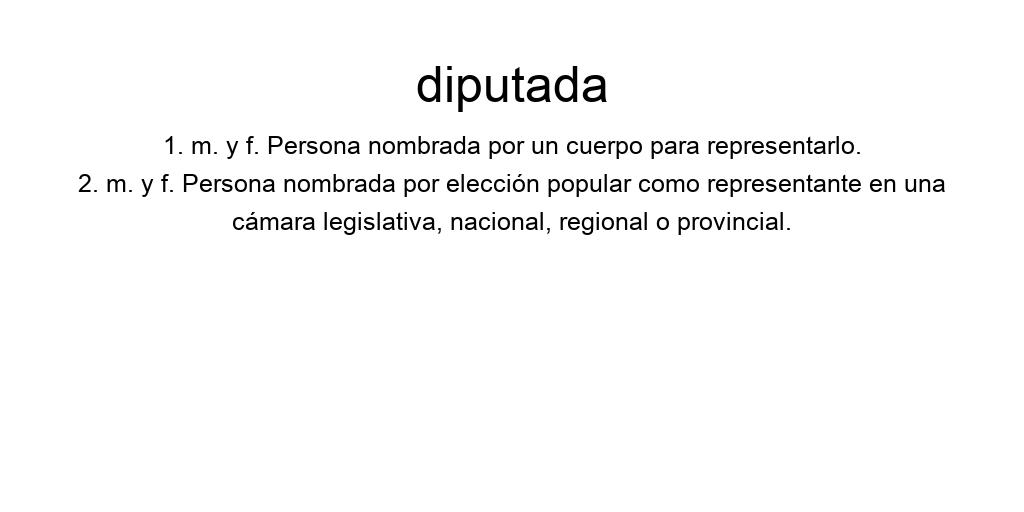 diputada
1. m. y f. Persona nombrada por un cuerpo para representarlo.
2. m. y f. Persona nombrada por elección popular como representante en una
cámara legislativa, nacional, regional o provincial.